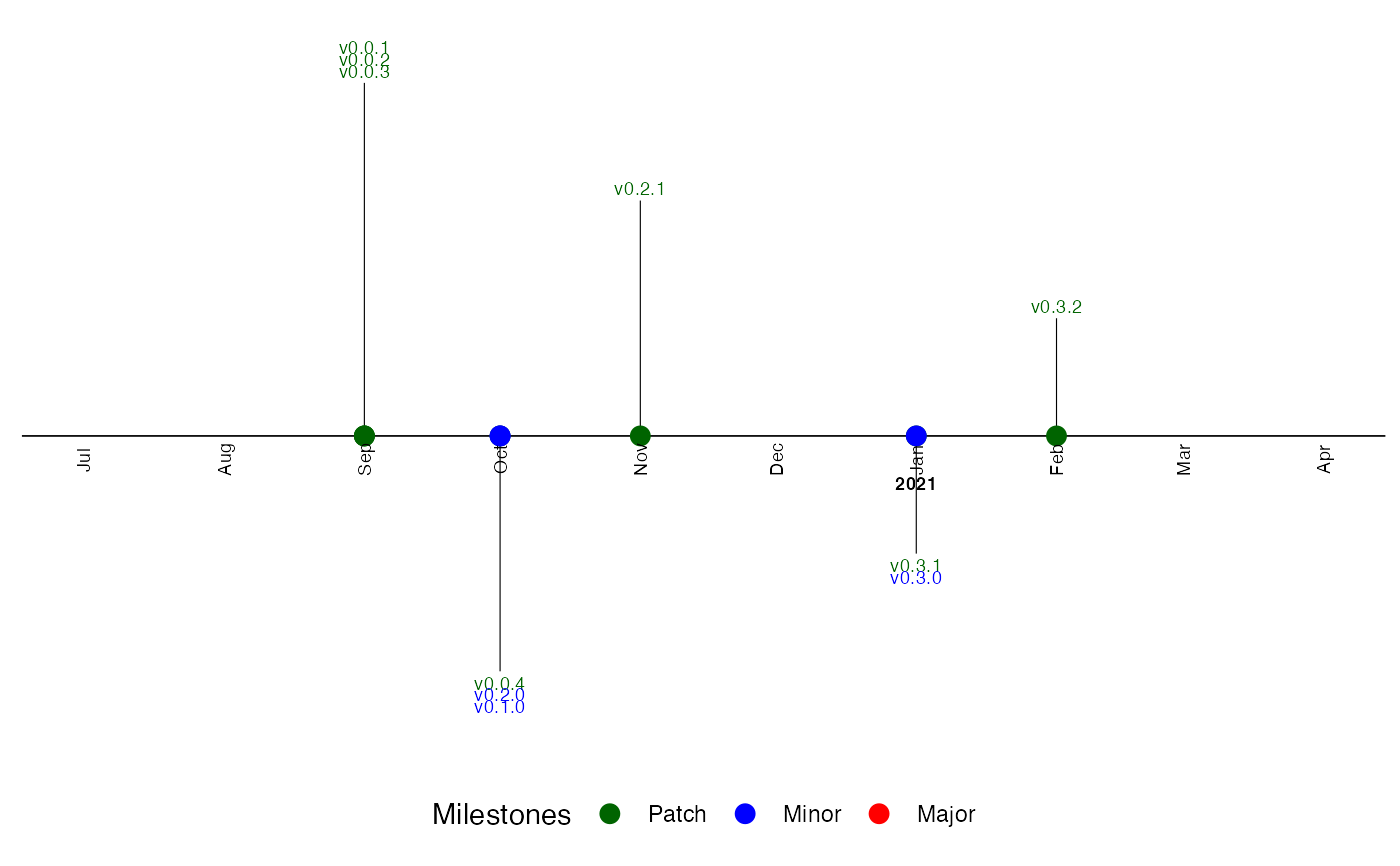 v0.0.1
v0.0.2
v0.0.3
v0.2.1
v0.3.2
Jul
Aug
Sep
Oct
Nov
Dec
Jan
Feb
Mar
Apr
2021
v0.3.1
v0.3.0
v0.0.4
v0.2.0
v0.1.0
Milestones Patch Minor Major